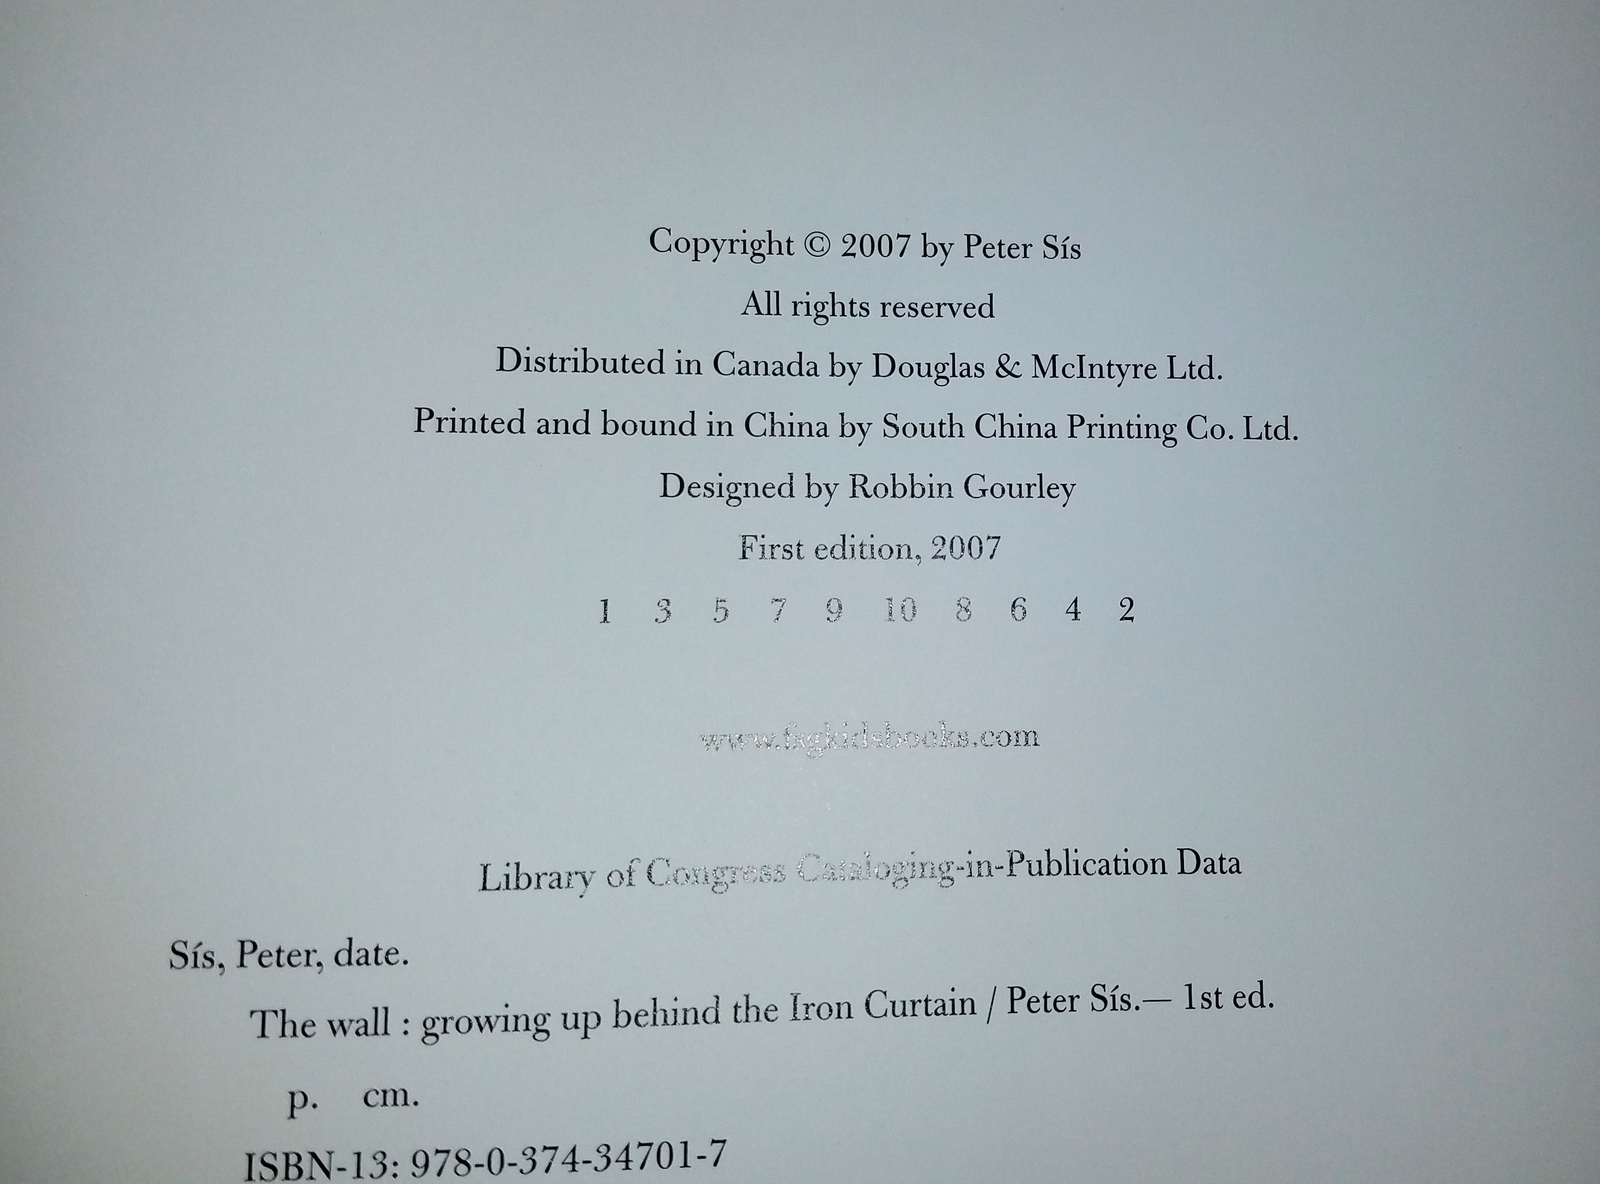 Copyright © 2007 by Peter Sís
All rights reserved
Distributed in Canada by Douglas & McIntyre Ltd.
Printed and bound in China by South China Printing Co. Ltd.
Designed by Robbin Gourley
First edition, 2007
1 3 5 7 9 10 8 6 4 2
www.fsgkidsbooks.com
Library of Congress Cataloging-in-Publication Data
Sís, Peter, date.
The wall : growing up behind the Iron Curtain / Peter Sís.— 1st ed.
p. cm.
ISBN-13: 978-0-374-34701-7